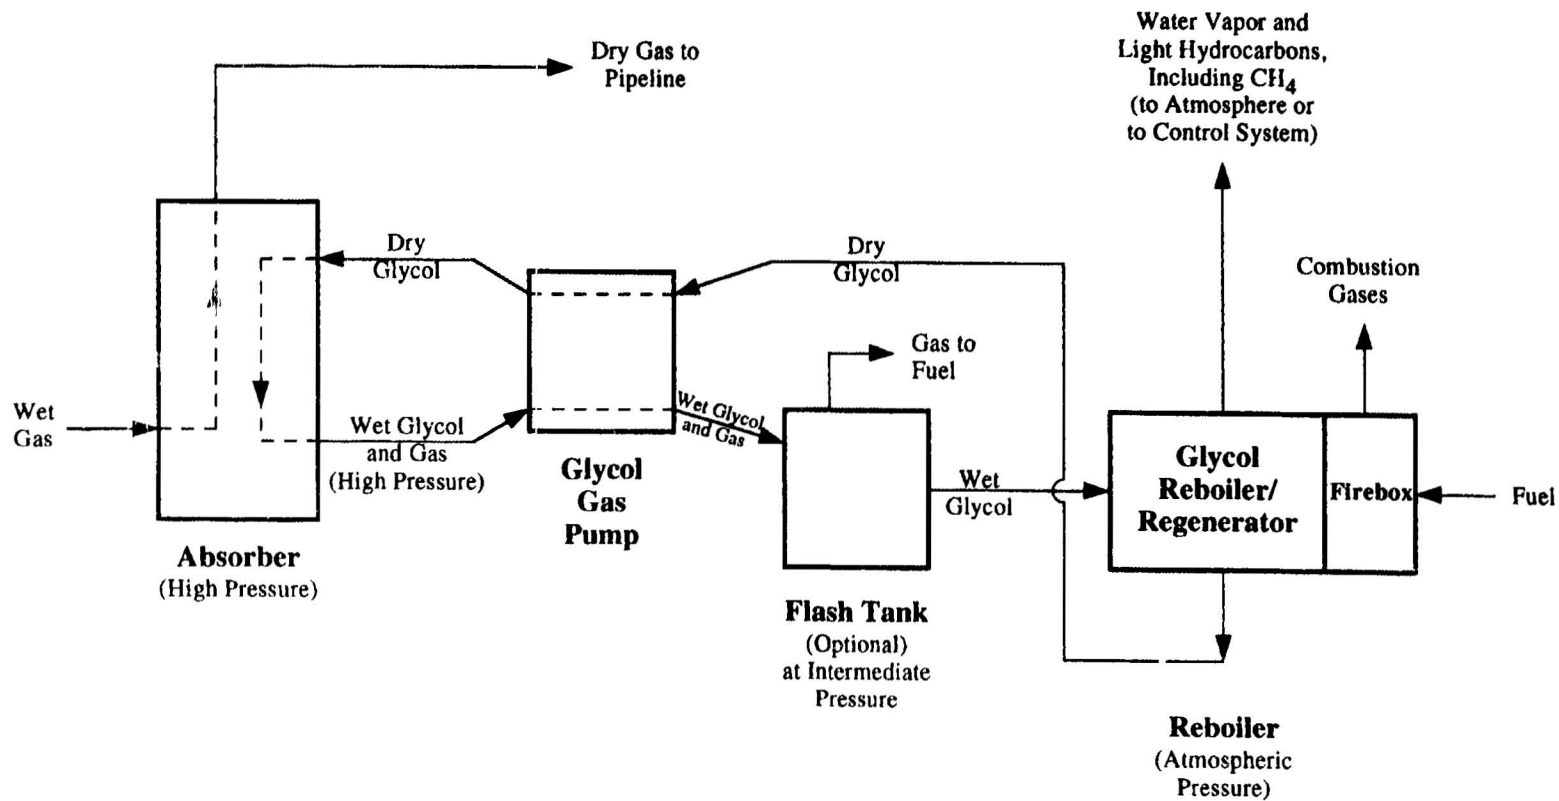 Water Vapor and
Light Hydrocarbons,
Including CH4
(to Atmosphere or
to Control System)
Dry Gas to
Pipeline
Dry
Glycol
Dry
Glycol
Combustion
Gases
Gas to
Fuel
Wet
Gas
Wet Glycol
and Gas
(High Pressure)
Wet Glycol
and Gas
Glycol
Gas
Pump
Wet
Glycol
Glycol
Reboiler/
Regenerator
Firebox
Fuel
Absorber
(High Pressure)
Flash Tank
(Optional)
at Intermediate
Pressure
Reboiler
(Atmospheric
Pressure)